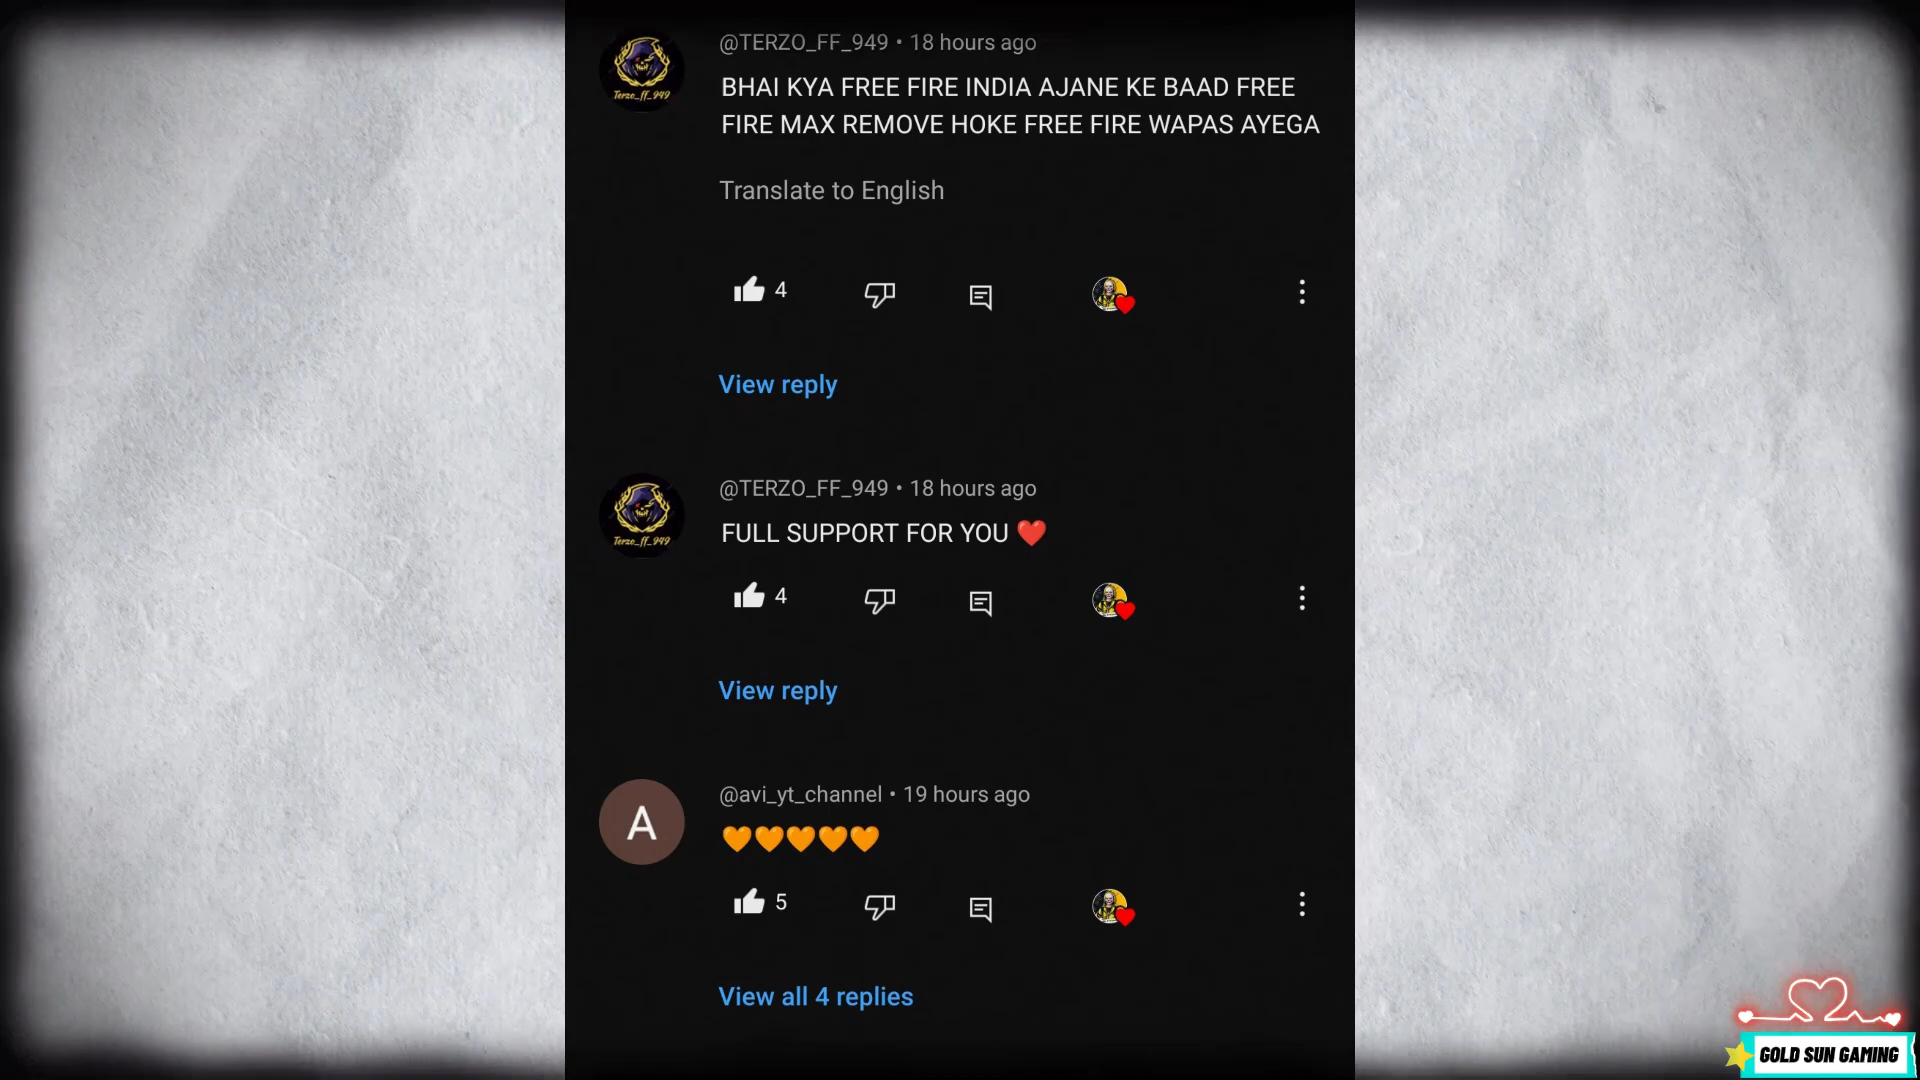 @TERZO_FF_949 • 18 hours ago
BHAI KYA FREE FIRE INDIA AJANE KE BAAD FREE
FIRE MAX REMOVE HOKE FREE FIRE WAPAS AYEGA
Translate to English
4
View reply
Terzo_ff_949
@TERZO_FF_949 • 18 hours ago
FULL SUPPORT FOR YOU ❤️
4
View reply
Terzo_ff_949
@avi_yt_channel • 19 hours ago
A
🧡🧡🧡🧡🧡
5
View all 4 replies
GOLD SUN GAMING